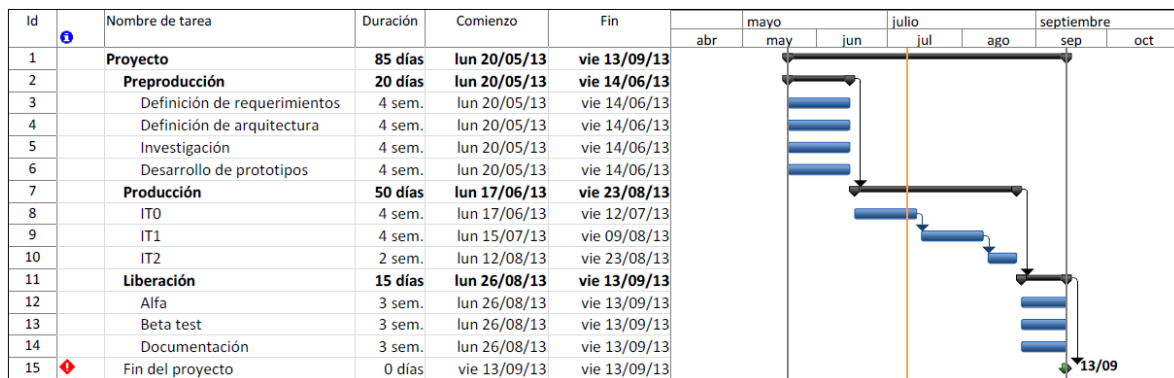 Id Nombre de tarea Duración Comienzo Fin mayo julio septiembre
abr may jun jul ago sep oct
1 Proyecto 85 días lun 20/05/13 vie 13/09/13
2 Preproducción 20 días lun 20/05/13 vie 14/06/13
3 Definición de requerimientos 4 sem. lun 20/05/13 vie 14/06/13
4 Definición de arquitectura 4 sem. lun 20/05/13 vie 14/06/13
5 Investigación 4 sem. lun 20/05/13 vie 14/06/13
6 Desarrollo de prototipos 4 sem. lun 20/05/13 vie 14/06/13
7 Producción 50 días lun 17/06/13 vie 23/08/13
8 IT0 4 sem. lun 17/06/13 vie 12/07/13
9 IT1 4 sem. lun 15/07/13 vie 09/08/13
10 IT2 2 sem. lun 12/08/13 vie 23/08/13
11 Liberación 15 días lun 26/08/13 vie 13/09/13
12 Alfa 3 sem. lun 26/08/13 vie 13/09/13
13 Beta test 3 sem. lun 26/08/13 vie 13/09/13
14 Documentación 3 sem. lun 26/08/13 vie 13/09/13
15 Fin del proyecto 0 días vie 13/09/13 vie 13/09/13 13/09